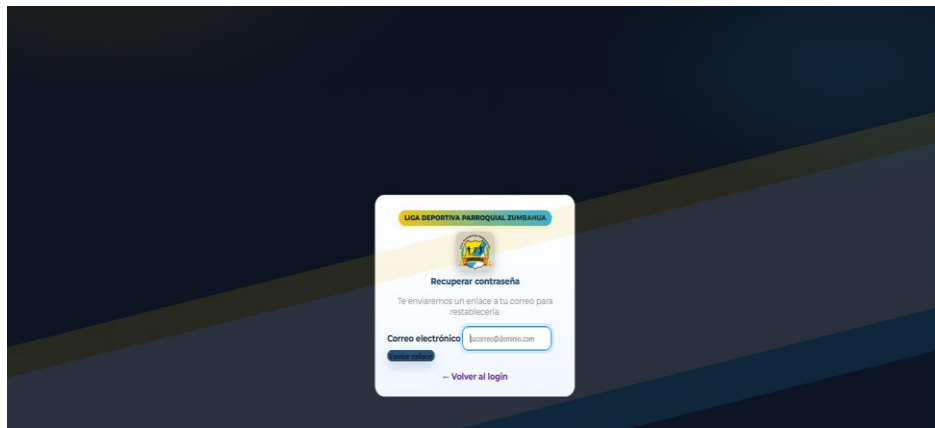 LIGA DEPORTIVA PARROQUIAL ZUMBAHUA
Recuperar contraseña
Te enviaremos un enlace a tu correo para
restablecerla.
Correo electrónico
tucorreo@dominio.com
Enviar enlace
← Volver al login